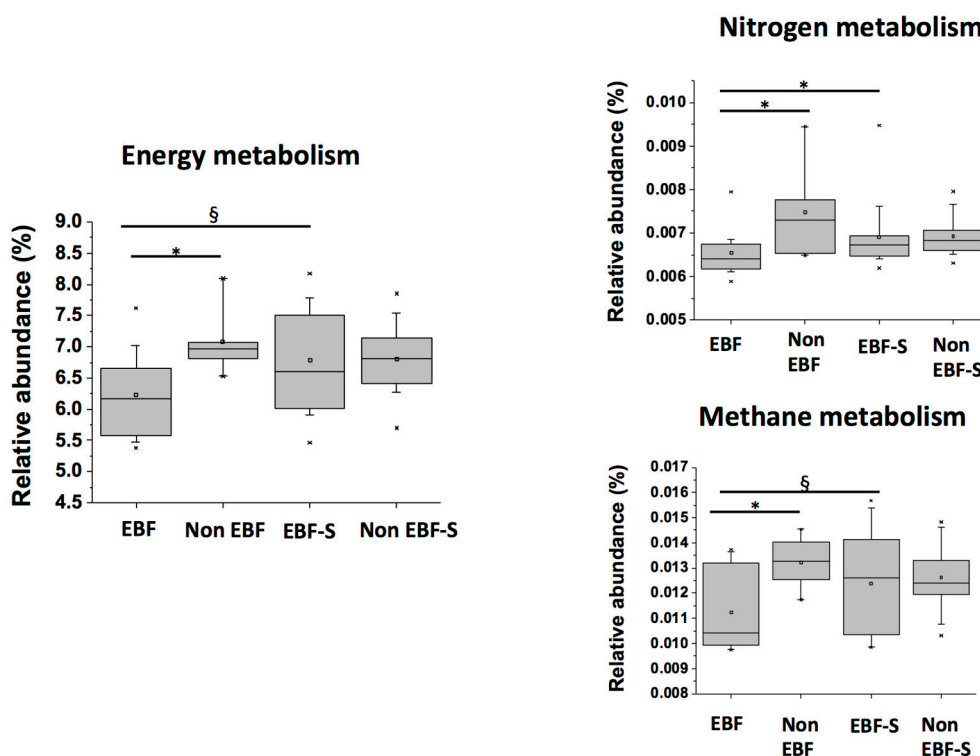 Energy metabolism
Relative abundance (%)
9.0
8.5
8.0
7.5
7.0
6.5
6.0
5.5
5.0
4.5
§
*
EBF
Non EBF
EBF-S
Non EBF-S
Nitrogen metabolism
Relative abundance (%)
0.010
0.009
0.008
0.007
0.006
0.005
*
*
EBF
Non
EBF
EBF-S
Non
EBF-S
Methane metabolism
Relative abundance (%)
0.017
0.016
0.015
0.014
0.013
0.012
0.011
0.010
0.009
0.008
§
*
EBF
Non
EBF
EBF-S
Non
EBF-S